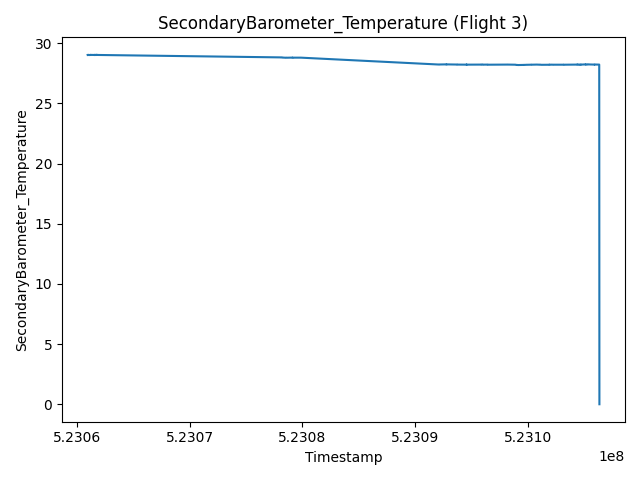 SecondaryBarometer_Temperature (Flight 3)
SecondaryBarometer_Temperature
30
25
20
15
10
5
0
5.2306 5.2307 5.2308 5.2309 5.2310
1e8
Timestamp